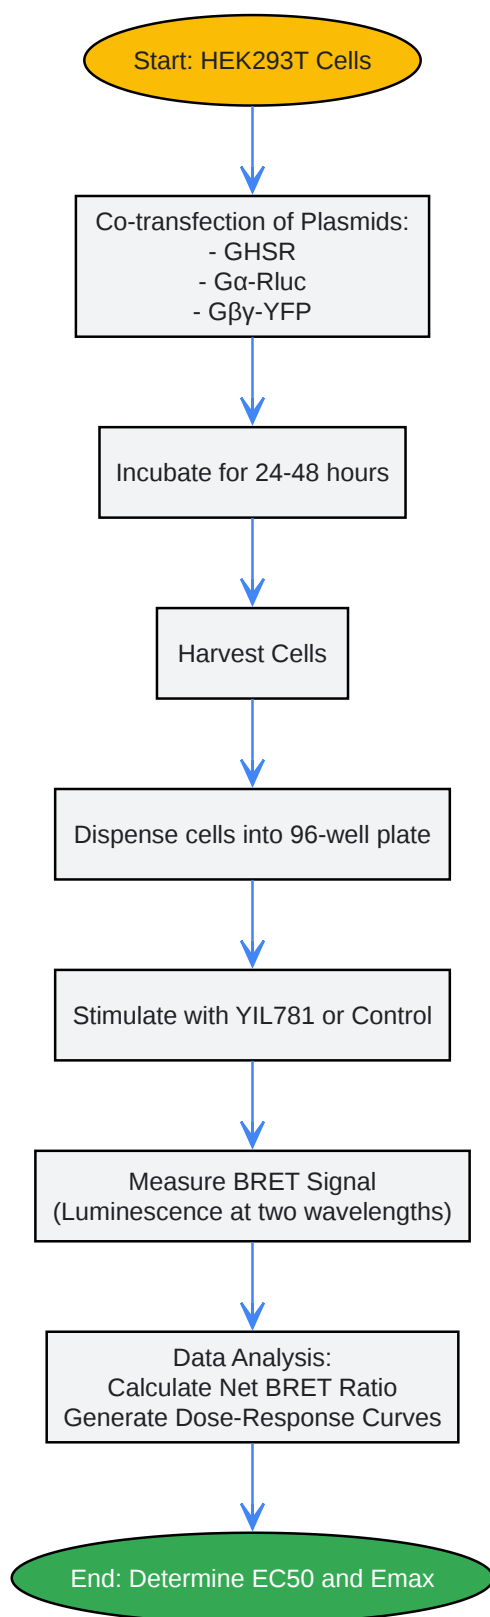 Start: HEK293T Cells
Co-transfection of Plasmids:
- GHSR
- Gα-Rluc
- Gβγ-YFP
Incubate for 24-48 hours
Harvest Cells
Dispense cells into 96-well plate
Stimulate with YIL781 or Control
Measure BRET Signal
(Luminescence at two wavelengths)
Data Analysis:
Calculate Net BRET Ratio
Generate Dose-Response Curves
End: Determine EC50 and Emax